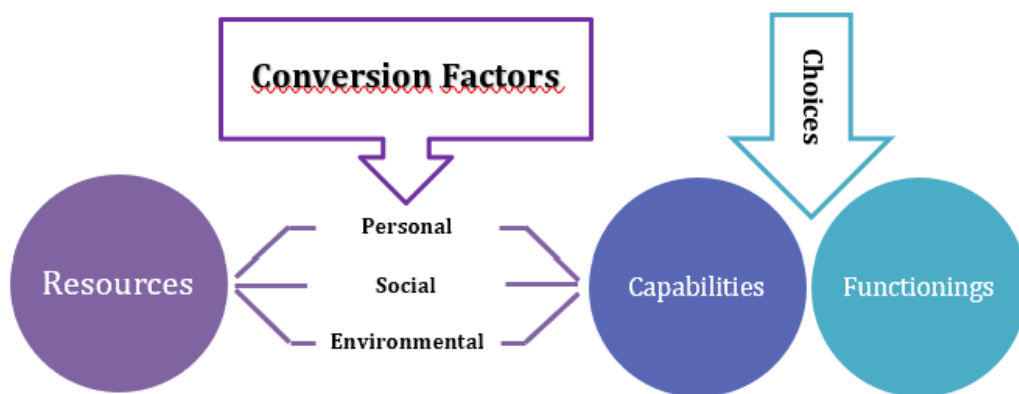 Conversion Factors
Choices
Personal
Resources
Social
Capabilities
Functionings
Environmental